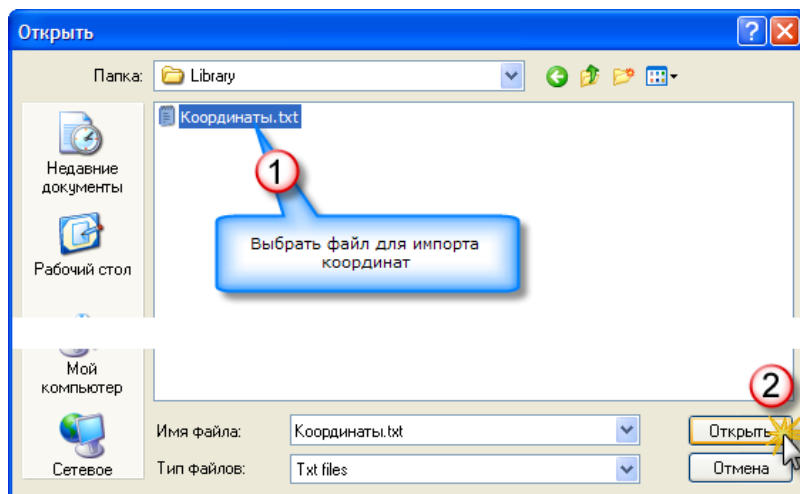 Открыть
Папка:
Library
Координаты.txt
1
Выбрать файл для импорта
координат
Недавние
документы
Рабочий стол
Мой
компьютер
Сетевое
2
Имя файла:
Координаты.txt
Открыть
Тип файлов:
Txt files
Отмена